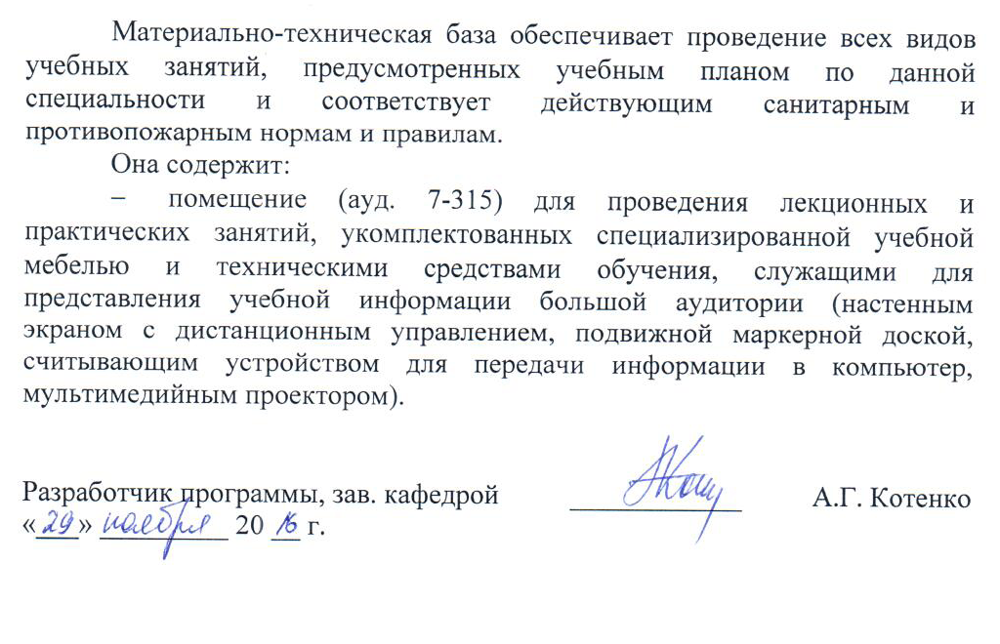 Материально-техническая база обеспечивает проведение всех видов
учебных занятий, предусмотренных учебным планом по данной
специальности и соответствует действующим санитарным и
противопожарным нормам и правилам.
Она содержит:
− помещение (ауд. 7-315) для проведения лекционных и
практических занятий, укомплектованных специализированной учебной
мебелью и техническими средствами обучения, служащими для
представления учебной информации большой аудитории (настенным
экраном с дистанционным управлением, подвижной маркерной доской,
считывающим устройством для передачи информации в компьютер,
мультимедийным проектором).
Разработчик программы, зав. кафедрой А.Г. Котенко
«29» ноября 20 16 г.